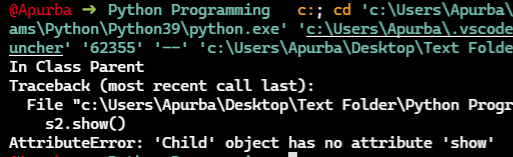 @Apurba ➜ Python Programming c:; cd 'c:\Users\Apurba\
ams\Python\Python39\python.exe' 'c:\Users\Apurba\.vscode
uncher' '62355' '--' 'c:\Users\Apurba\Desktop\Text Folde
In Class Parent
Traceback (most recent call last):
File "c:\Users\Apurba\Desktop\Text Folder\Python Progr
s2.show()
AttributeError: 'Child' object has no attribute 'show'